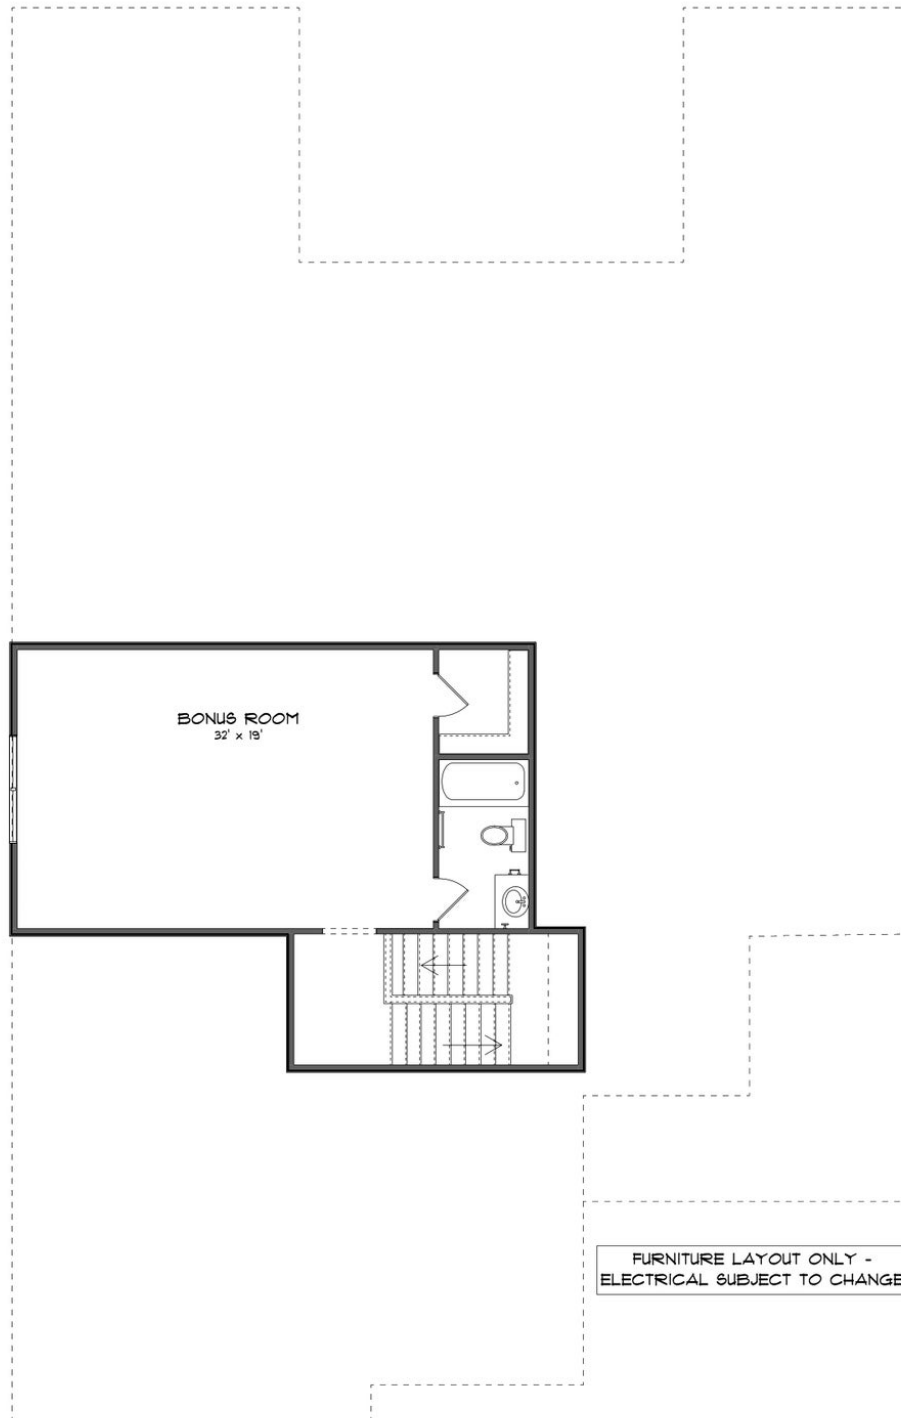 BONUS ROOM
32' x 19'
FURNITURE LAYOUT ONLY -
ELECTRICAL SUBJECT TO CHANGE